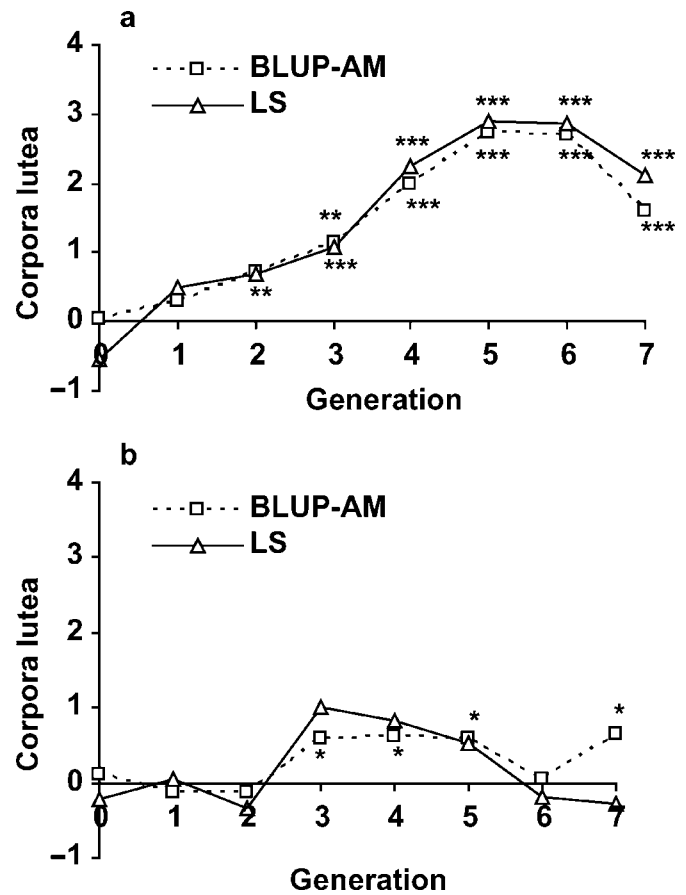 a
4
BLUP-AM
LS
3
2
1
0
−1
Corpora lutea
*** ***
*** *** *** ***
** *** ***
** ***
0 1 2 3 4 5 6 7
Generation
b
4
BLUP-AM
LS
3
2
1
0
−1
Corpora lutea
* *
* *
0 1 2 3 4 5 6 7
Generation